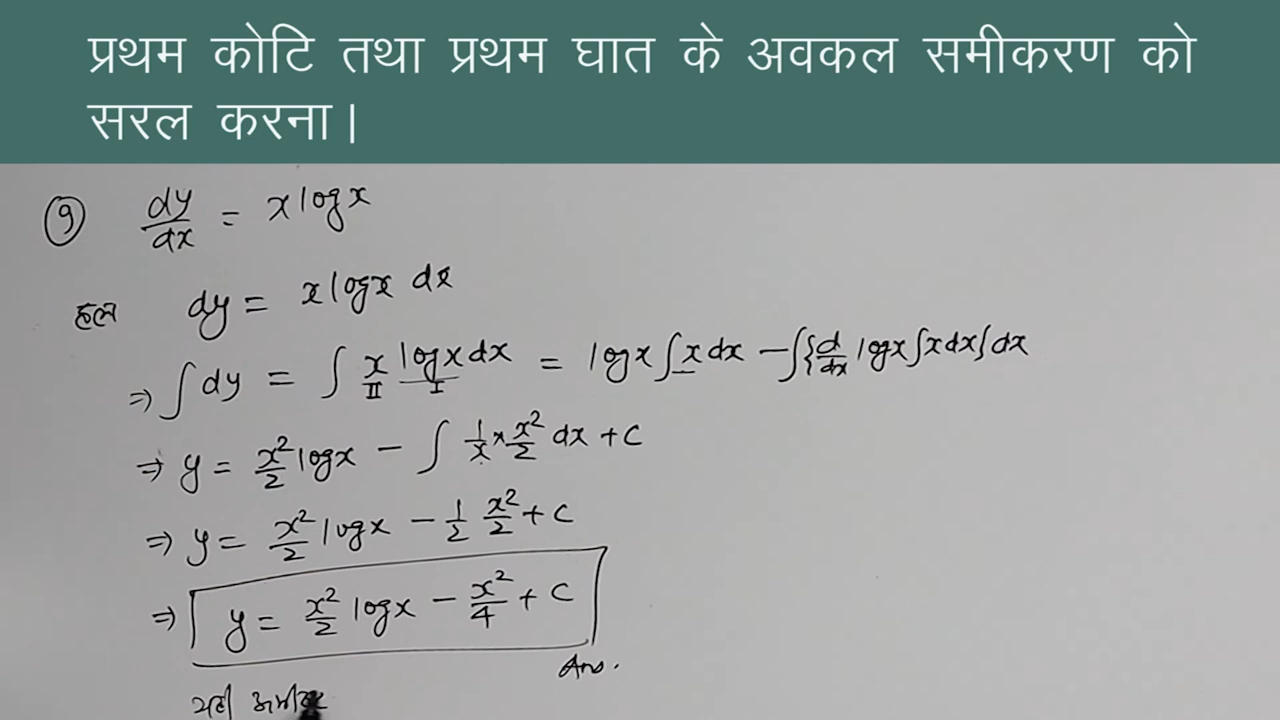 प्रथम कोटि तथा प्रथम घात के अवकल समीकरण को
सरल करना।
(9) dy/dx = x log x
हल dy = x log x dx
⇒ ∫ dy = ∫ x log x dx = log x ∫ x dx − ∫{d/dx log x ∫ x dx} dx
II I
⇒ y = x²/2 log x − ∫ 1/x × x²/2 dx + c
⇒ y = x²/2 log x − 1/2 x²/2 + c
⇒ y = x²/2 log x − x²/4 + c
Ans.
यही